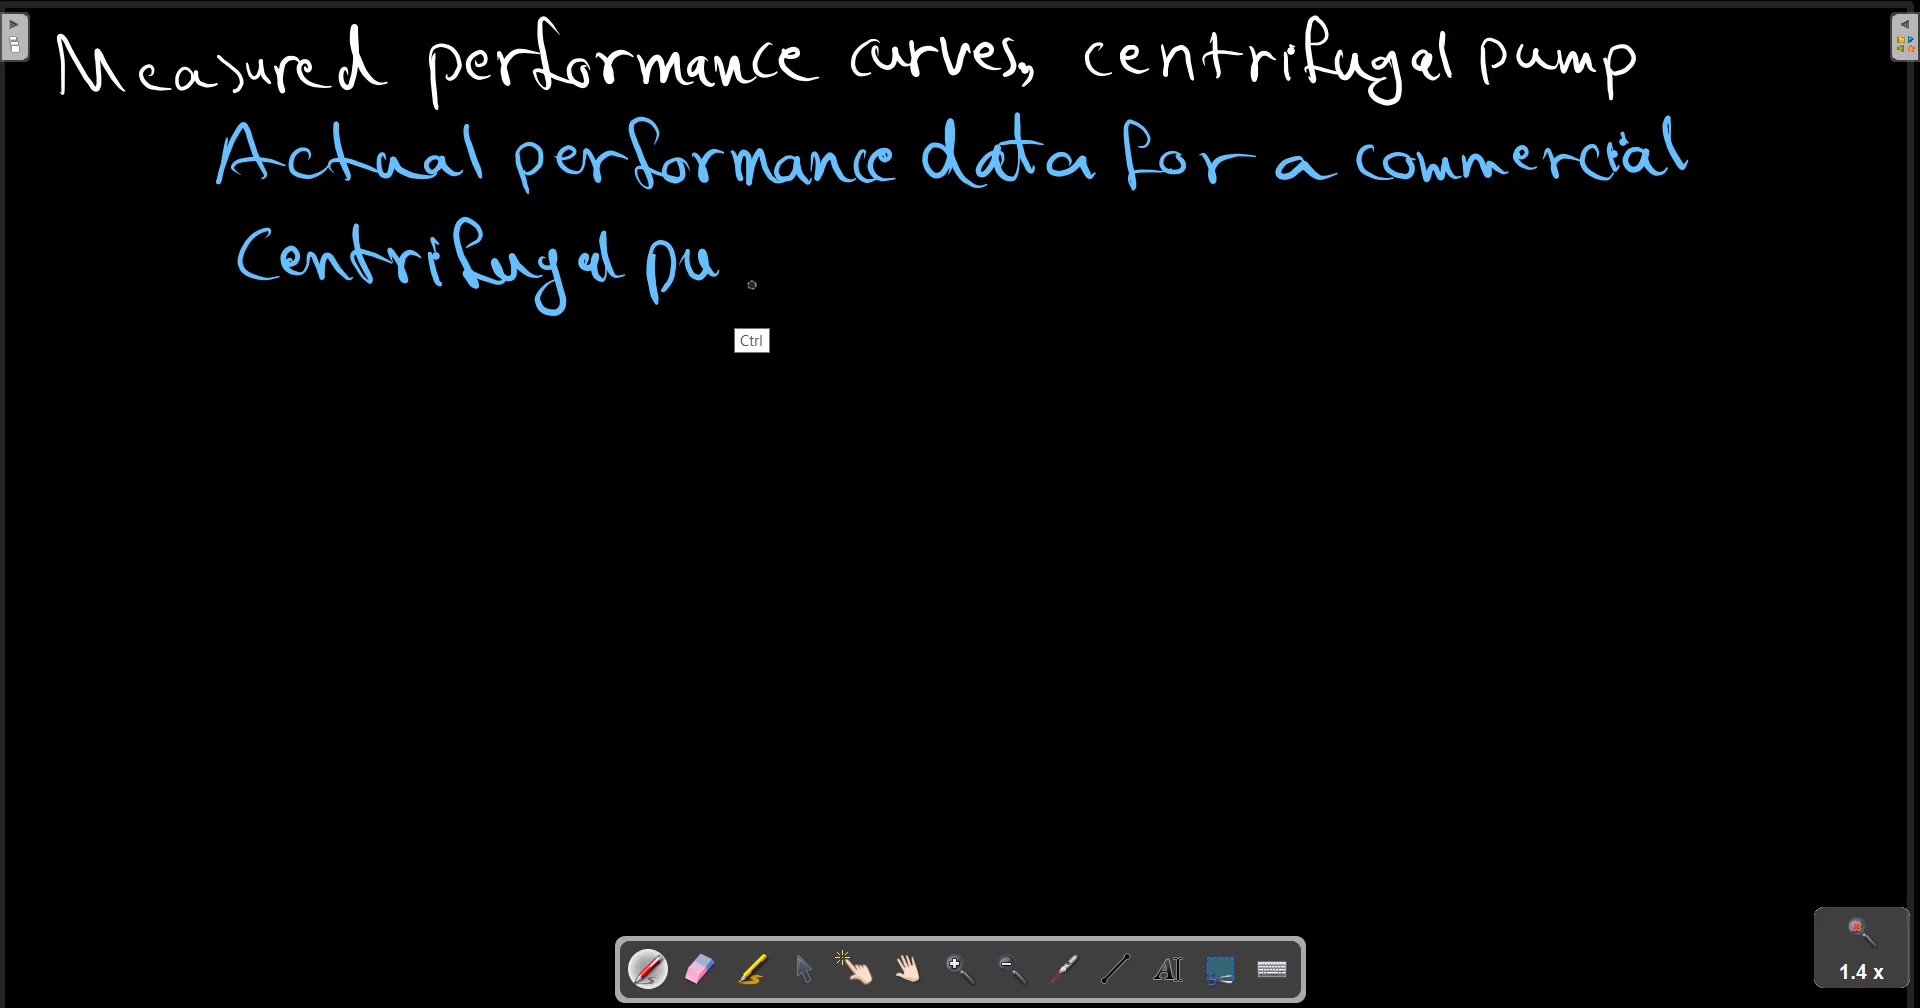 Measured performance curves, centrifugal pump
Actual performance data for a commercial
Centrifugal pu
Ctrl
1.4 x